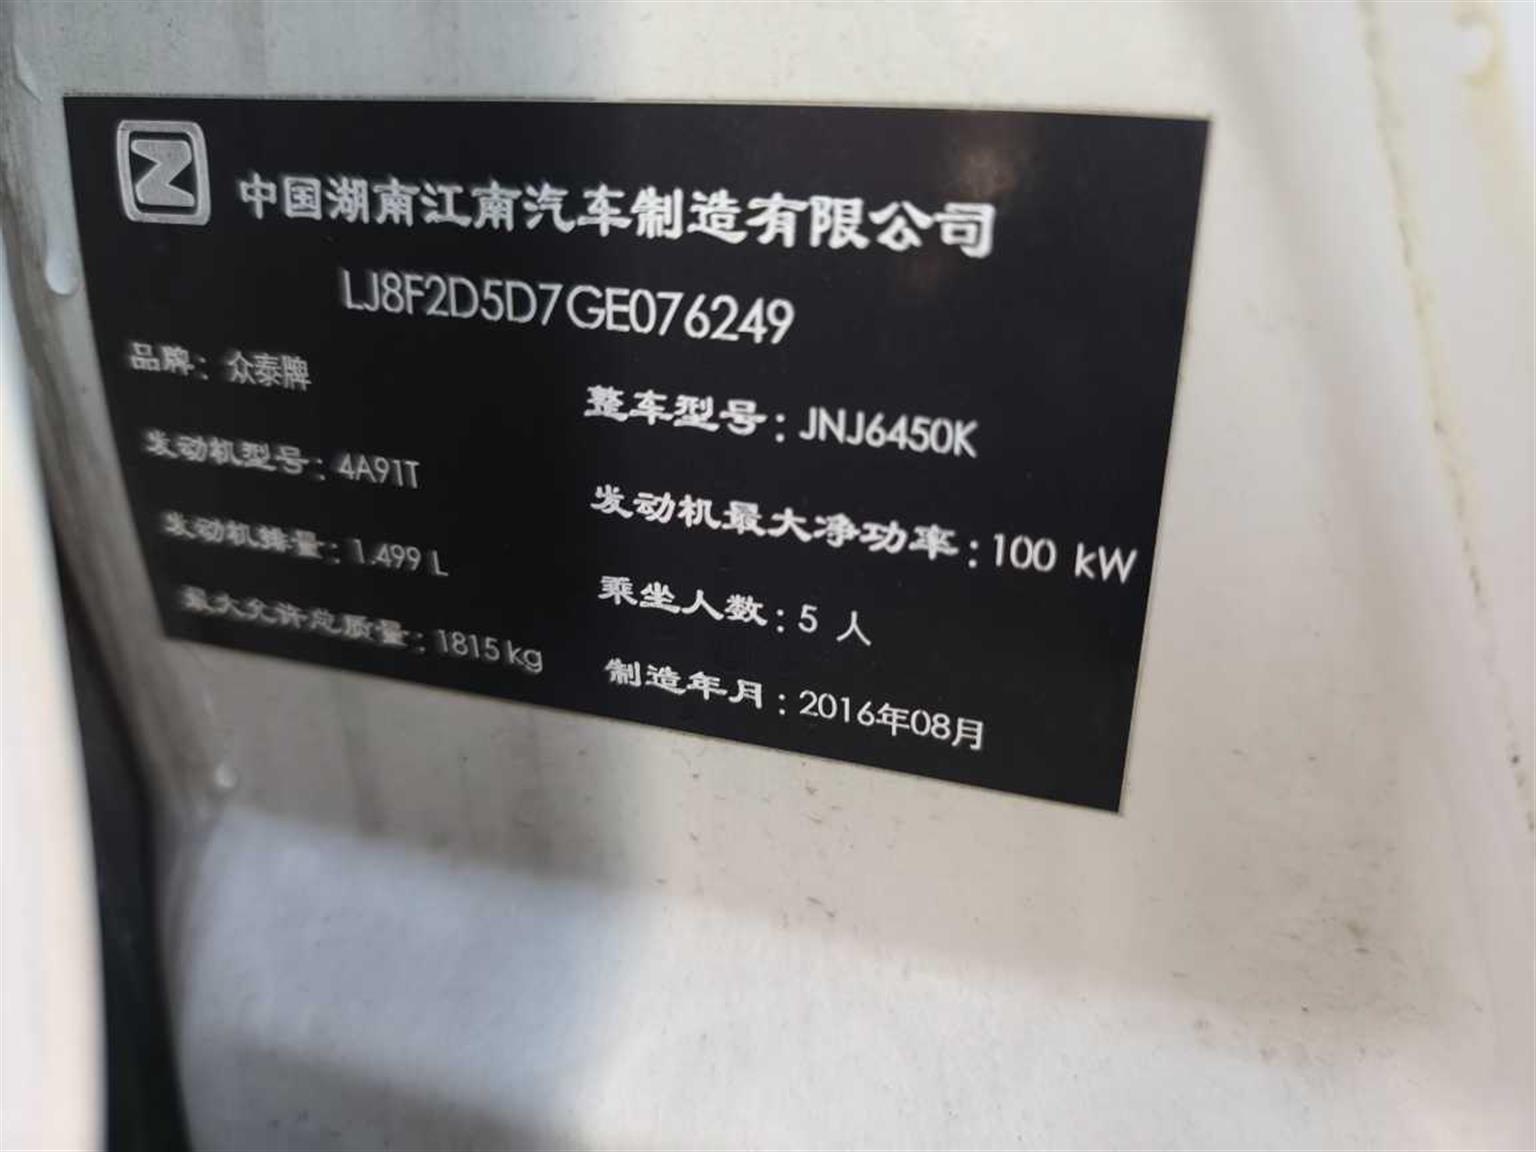 中国湖南江南汽车制造有限公司
LJ8F2D5D7GE076249
品牌：众泰牌
整车型号：JNJ6450K
发动机型号：4A91T
发动机最大净功率：100 kW
发动机排量：1.499 L
乘坐人数：5 人
最大允许总质量：1815 kg
制造年月：2016年08月